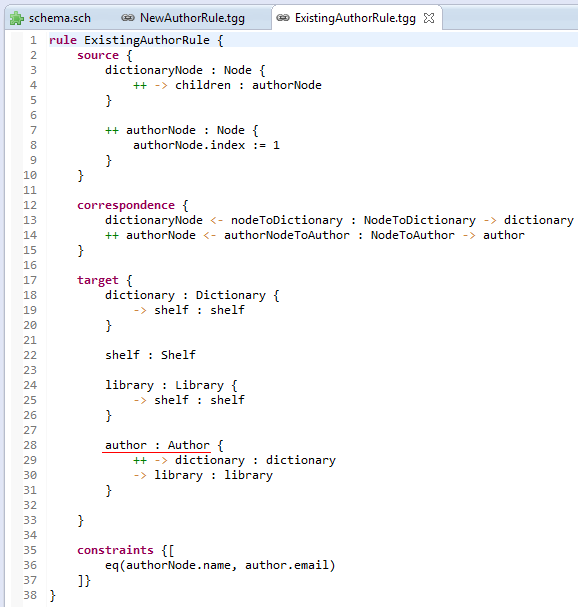 schema.sch NewAuthorRule.tgg ExistingAuthorRule.tgg
1 rule ExistingAuthorRule {
2 source {
3 dictionaryNode : Node {
4 ++ -> children : authorNode
5 }
6
7 ++ authorNode : Node {
8 authorNode.index := 1
9 }
10 }
11
12 correspondence {
13 dictionaryNode <- nodeToDictionary : NodeToDictionary -> dictionary
14 ++ authorNode <- authorNodeToAuthor : NodeToAuthor -> author
15 }
16
17 target {
18 dictionary : Dictionary {
19 -> shelf : shelf
20 }
21
22 shelf : Shelf
23
24 library : Library {
25 -> shelf : shelf
26 }
27
28 author : Author {
29 ++ -> dictionary : dictionary
30 -> library : library
31 }
32
33 }
34
35 constraints {[
36 eq(authorNode.name, author.email)
37 ]}
38 }